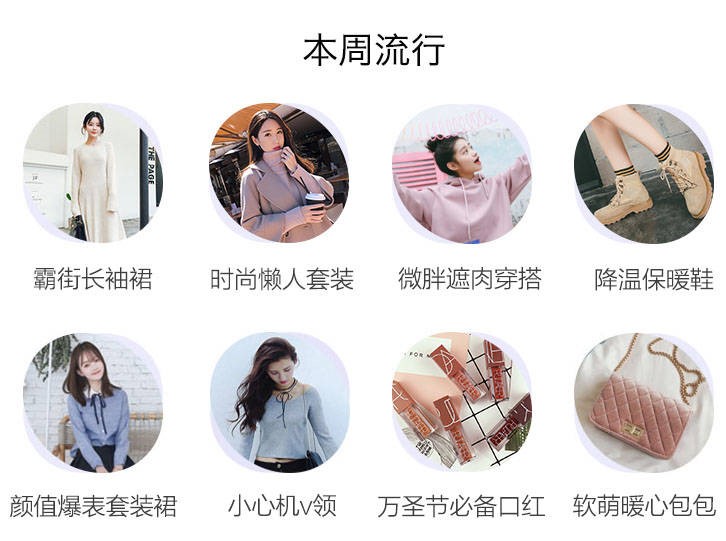 本周流行
THE PAGE
霸街长袖裙
时尚懒人套装
微胖遮肉穿搭
降温保暖鞋
FOR M
颜值爆表套装裙
小心机v领
万圣节必备口红
软萌暖心包包